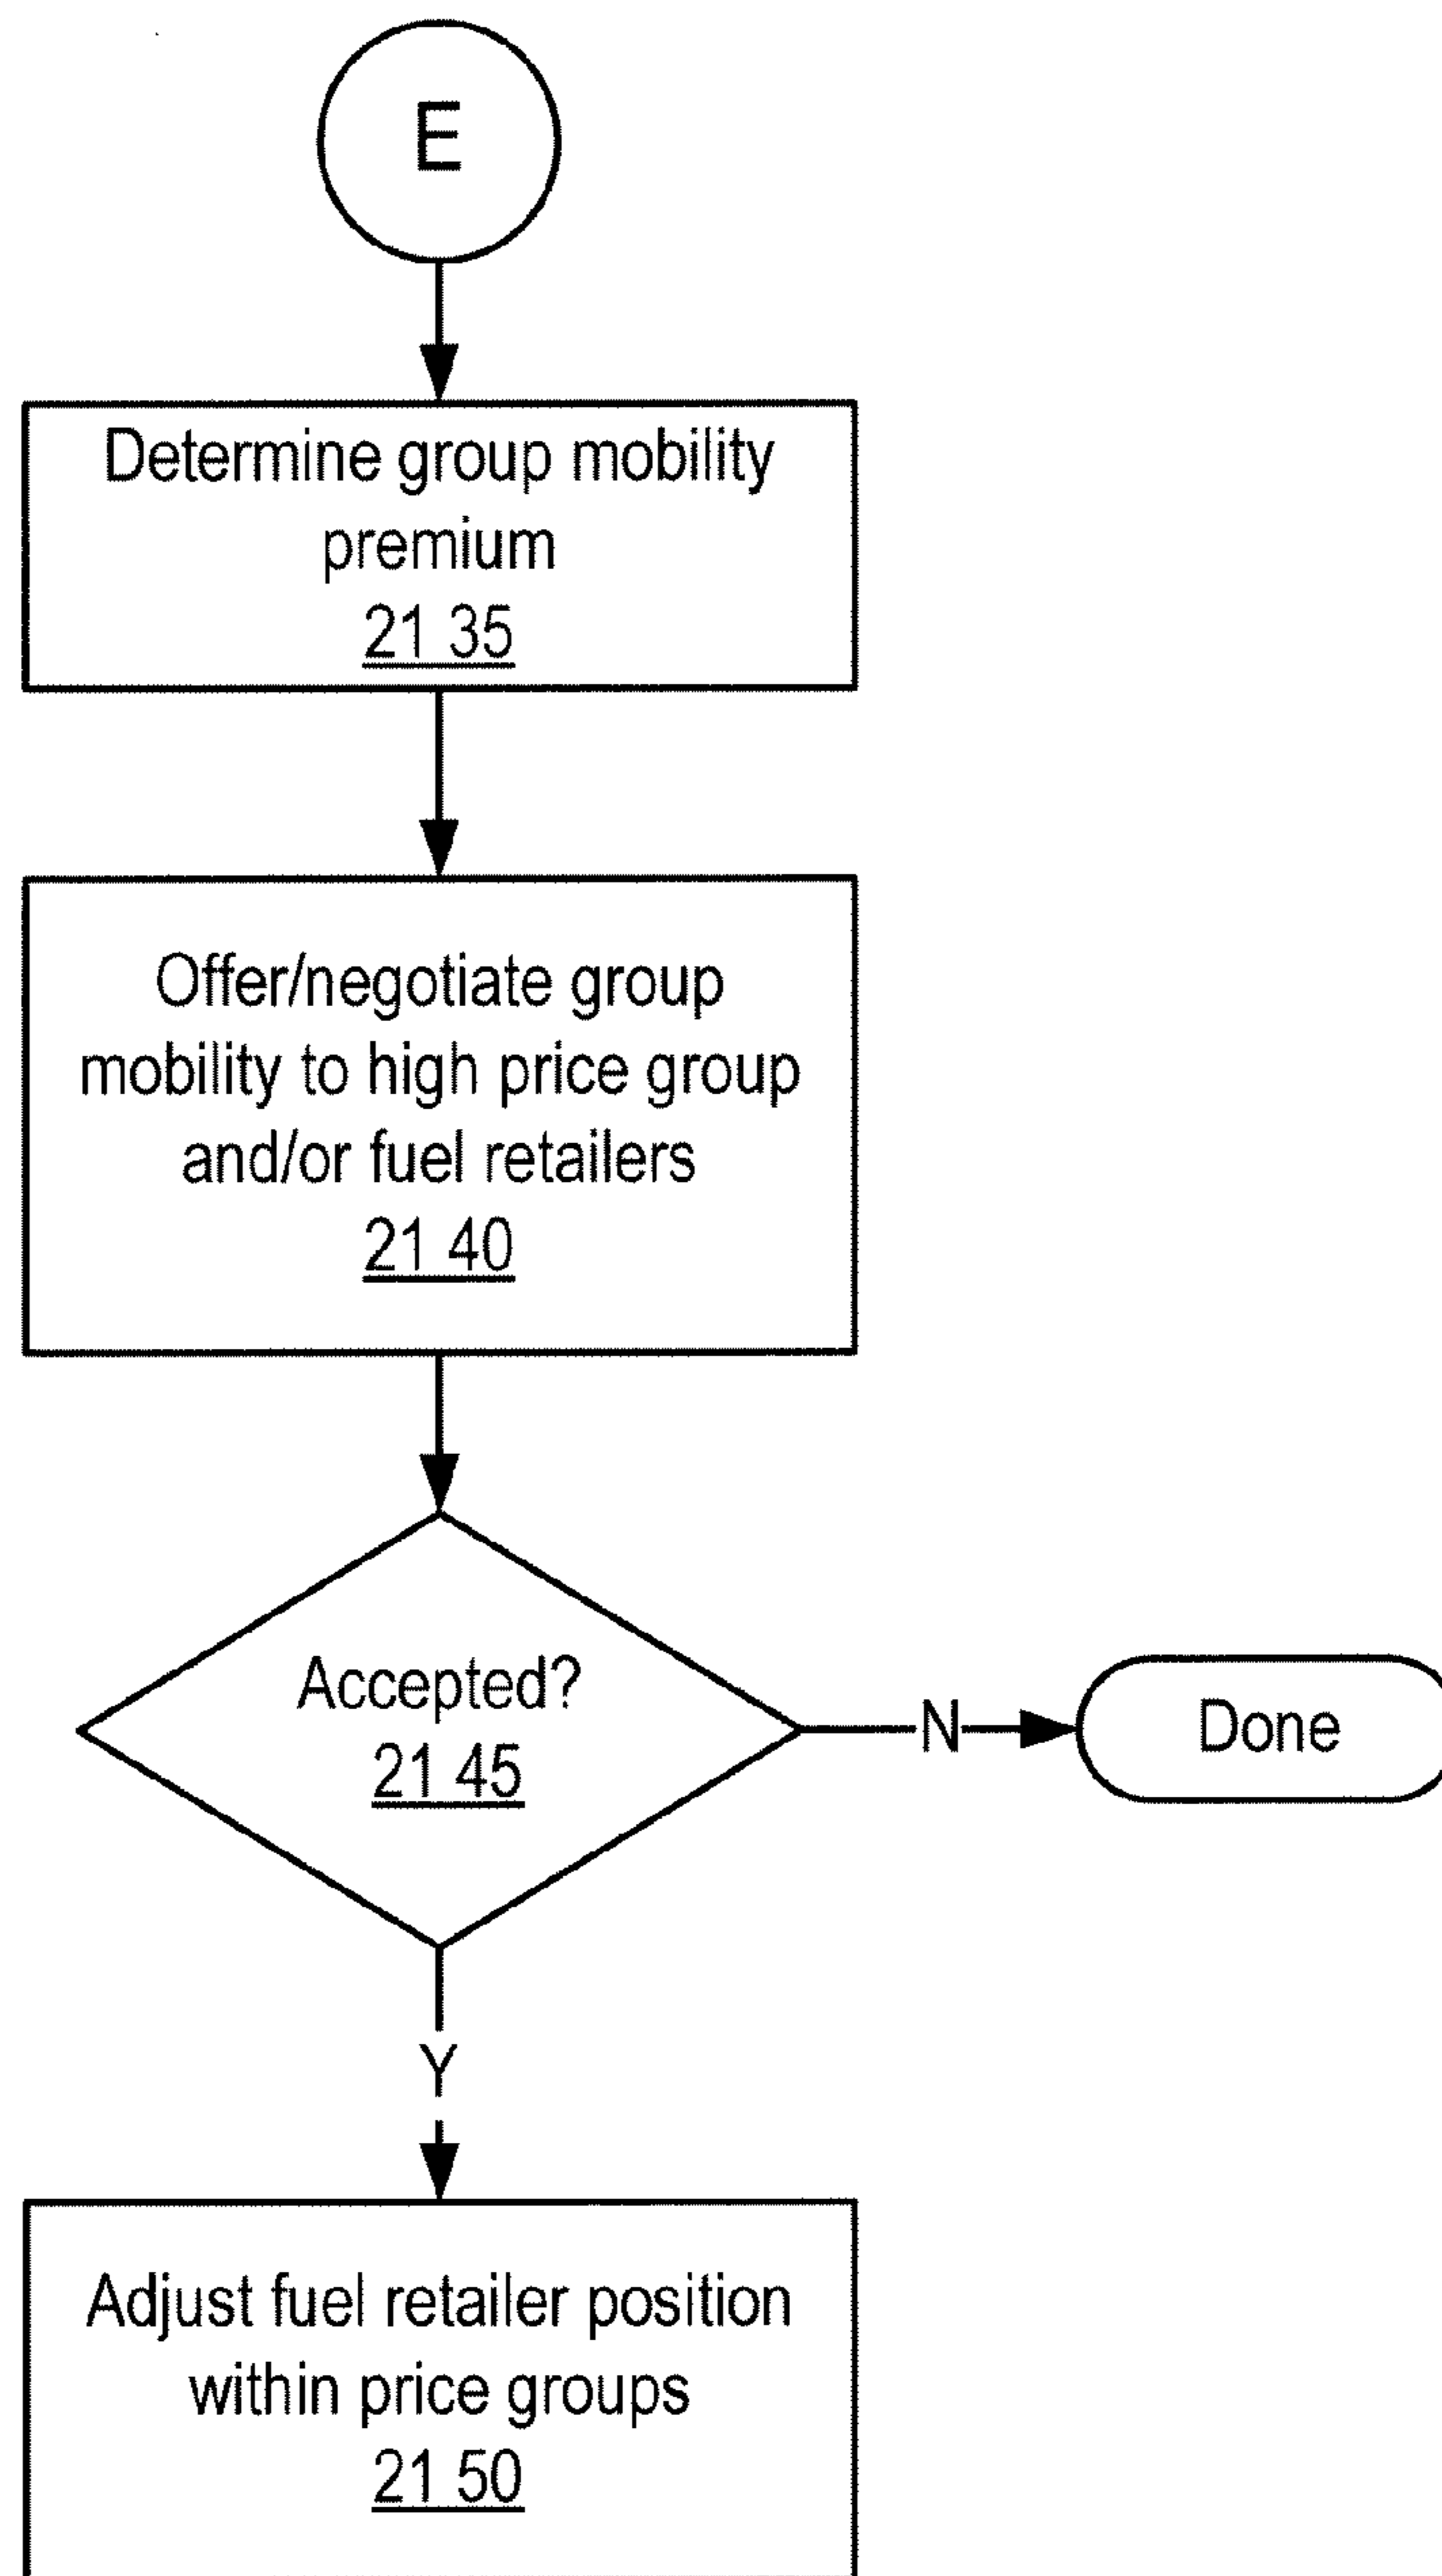 E
Determine group mobility
premium
21 35
Offer/negotiate group
mobility to high price group
and/or fuel retailers
21 40
Accepted?
21 45
N
Done
Y
Adjust fuel retailer position
within price groups
21 50